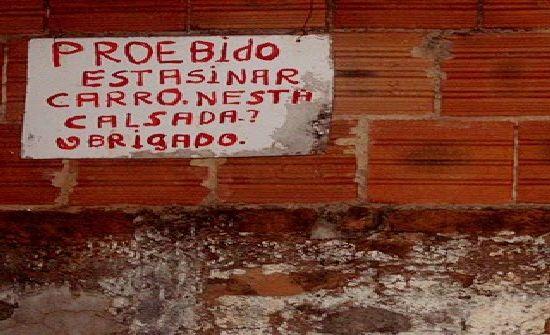 PROEBido
ESTASiNAR
CARRO. NESTA
CALSADA.?
OBRiGADO.